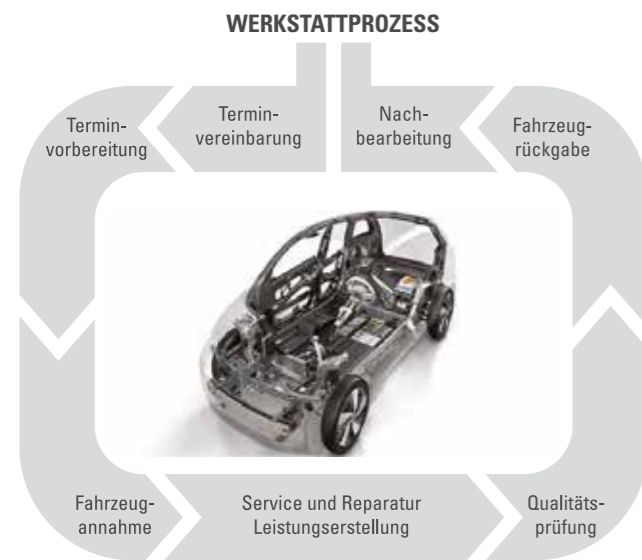 WERKSTATTPROZESS
Termin-
vorbereitung
Termin-
vereinbarung
Nach-
bearbeitung
Fahrzeug-
rückgabe
Fahrzeug-
annahme
Service und Reparatur
Leistungserstellung
Qualitäts-
prüfung